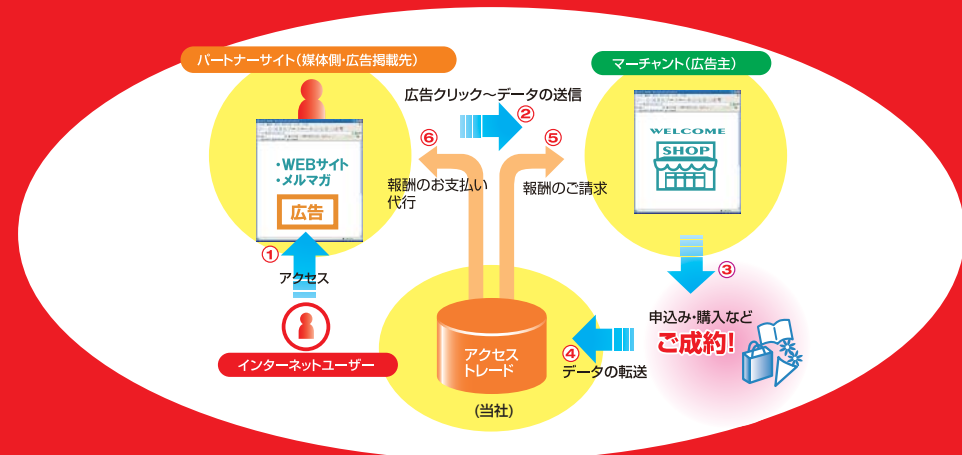 パートナーサイト(媒体側・広告掲載先)
マーチャント(広告主)
広告クリック～データの送信
②
⑥
⑤
WELCOME
SHOP
・WEBサイト
・メルマガ
広告
報酬のお支払い
代行
報酬のご請求
①
アクセス
③
申込み・購入など
ご成約!
インターネットユーザー
アクセス
トレード
④
データの転送
(当社)